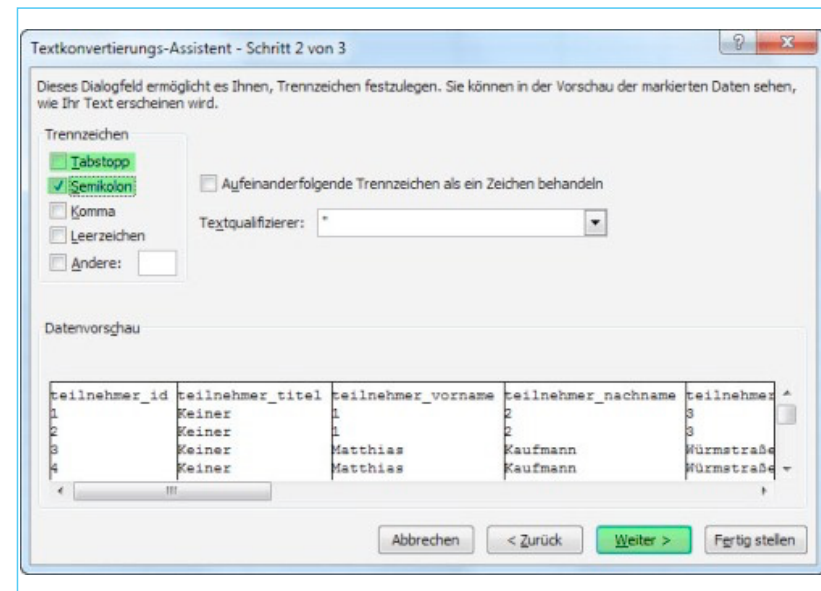 Textkonvertierungs-Assistent - Schritt 2 von 3
Dieses Dialogfeld ermöglicht es Ihnen, Trennzeichen festzulegen. Sie können in der Vorschau der markierten Daten sehen,
wie Ihr Text erscheinen wird.
Trennzeichen
Tabstopp
Semikolon
Komma
Leerzeichen
Andere:
Aufeinanderfolgende Trennzeichen als ein Zeichen behandeln
Textqualifizierer: "
Datenvorschau
teilnehmer_id teilnehmer_titel teilnehmer_vorname teilnehmer_nachname teilnehmer
1 Keiner 1 2 3
2 Keiner 1 2 3
3 Keiner Matthias Kaufmann Würmstraße
4 Keiner Matthias Kaufmann Würmstraße
Abbrechen < Zurück Weiter > Fertig stellen